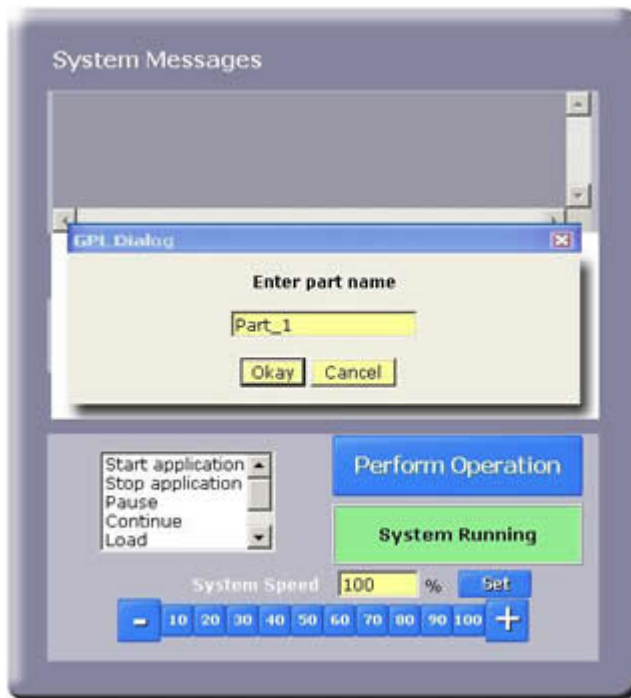 System Messages
GPL Dialog
Enter part name
Part_1
Okay Cancel
Start application
Stop application
Pause
Continue
Load
Perform Operation
System Running
System Speed 100 % Set
- 10 20 30 40 50 60 70 80 90 100 +